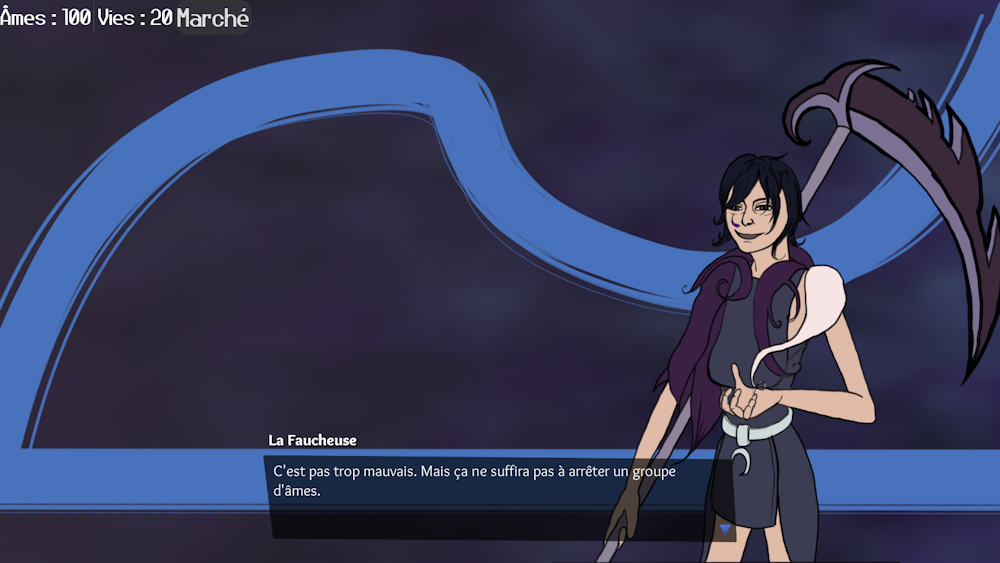 Âmes : 100 Vies : 20 Marché
La Faucheuse
C'est pas trop mauvais. Mais ça ne suffira pas à arrêter un groupe
d'âmes.